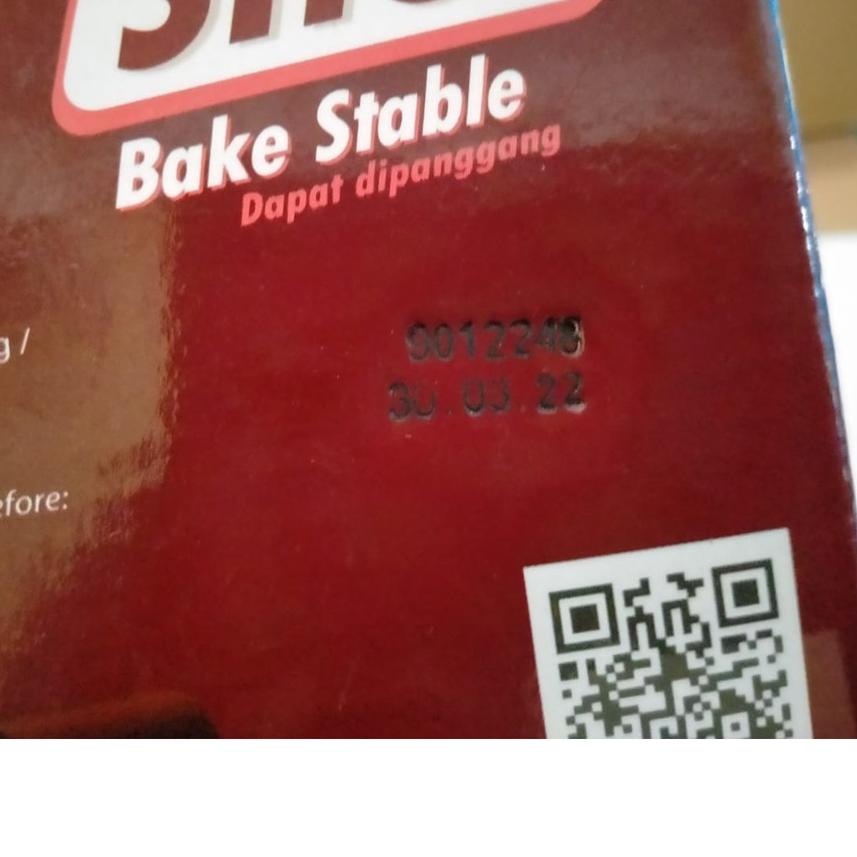 Bake Stable
Dapat dipanggang
g /
9012248
30.03.22
efore: